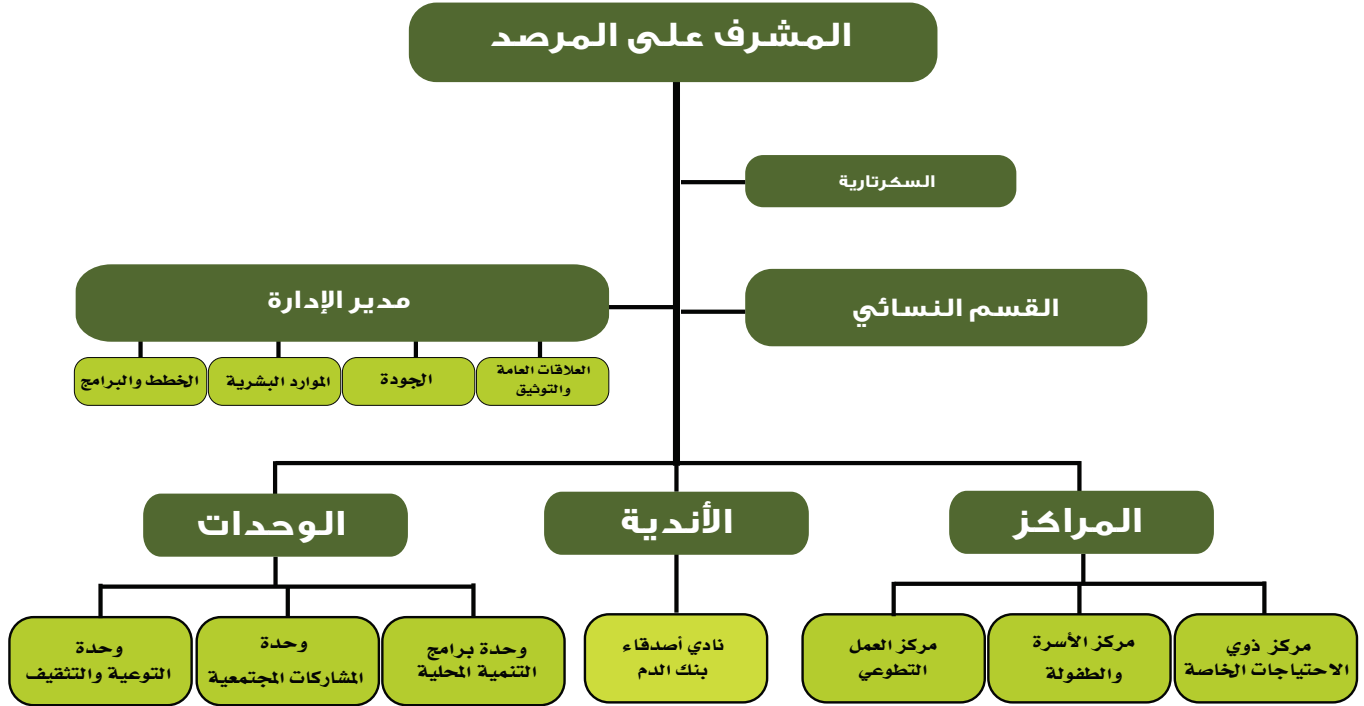 المشرف على المرصد
السكرتارية
القسم النسائي
مدير الإدارة
العلاقات العامة
والتوثيق
الجودة
الموارد البشرية
الخطط والبرامج
المراكز
الأندية
الوحدات
مركز ذوي
الاحتياجات الخاصة
مركز الأسرة
والطفولة
مركز العمل
التطوعي
نادي أصدقاء
بنك الدم
وحدة برامج
التنمية المحلية
وحدة
المشاركات المجتمعية
وحدة
التوعية والتثقيف